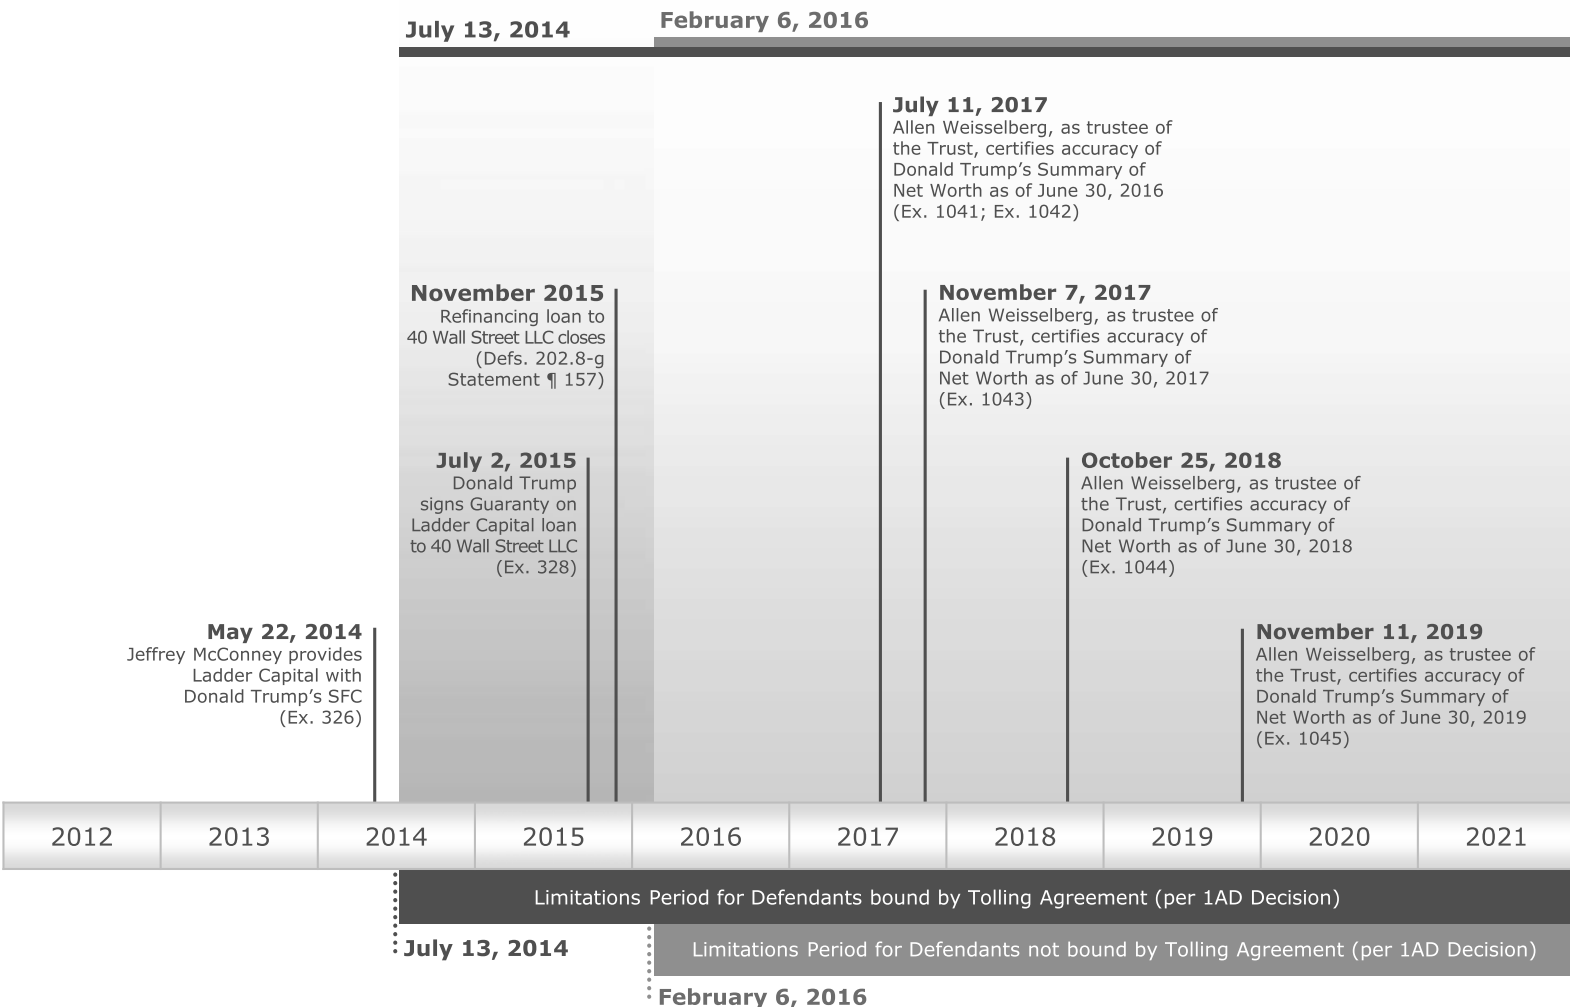 July 13, 2014
February 6, 2016
July 11, 2017
Allen Weisselberg, as trustee of
the Trust, certifies accuracy of
Donald Trump’s Summary of
Net Worth as of June 30, 2016
(Ex. 1041; Ex. 1042)
November 2015
Refinancing loan to
40 Wall Street LLC closes
(Defs. 202.8-g
Statement ¶ 157)
November 7, 2017
Allen Weisselberg, as trustee of
the Trust, certifies accuracy of
Donald Trump’s Summary of
Net Worth as of June 30, 2017
(Ex. 1043)
July 2, 2015
Donald Trump
signs Guaranty on
Ladder Capital loan
to 40 Wall Street LLC
(Ex. 328)
October 25, 2018
Allen Weisselberg, as trustee of
the Trust, certifies accuracy of
Donald Trump’s Summary of
Net Worth as of June 30, 2018
(Ex. 1044)
May 22, 2014
Jeffrey McConney provides
Ladder Capital with
Donald Trump’s SFC
(Ex. 326)
November 11, 2019
Allen Weisselberg, as trustee of
the Trust, certifies accuracy of
Donald Trump’s Summary of
Net Worth as of June 30, 2019
(Ex. 1045)
2012 2013 2014 2015 2016 2017 2018 2019 2020 2021
Limitations Period for Defendants bound by Tolling Agreement (per 1AD Decision)
July 13, 2014
Limitations Period for Defendants not bound by Tolling Agreement (per 1AD Decision)
February 6, 2016